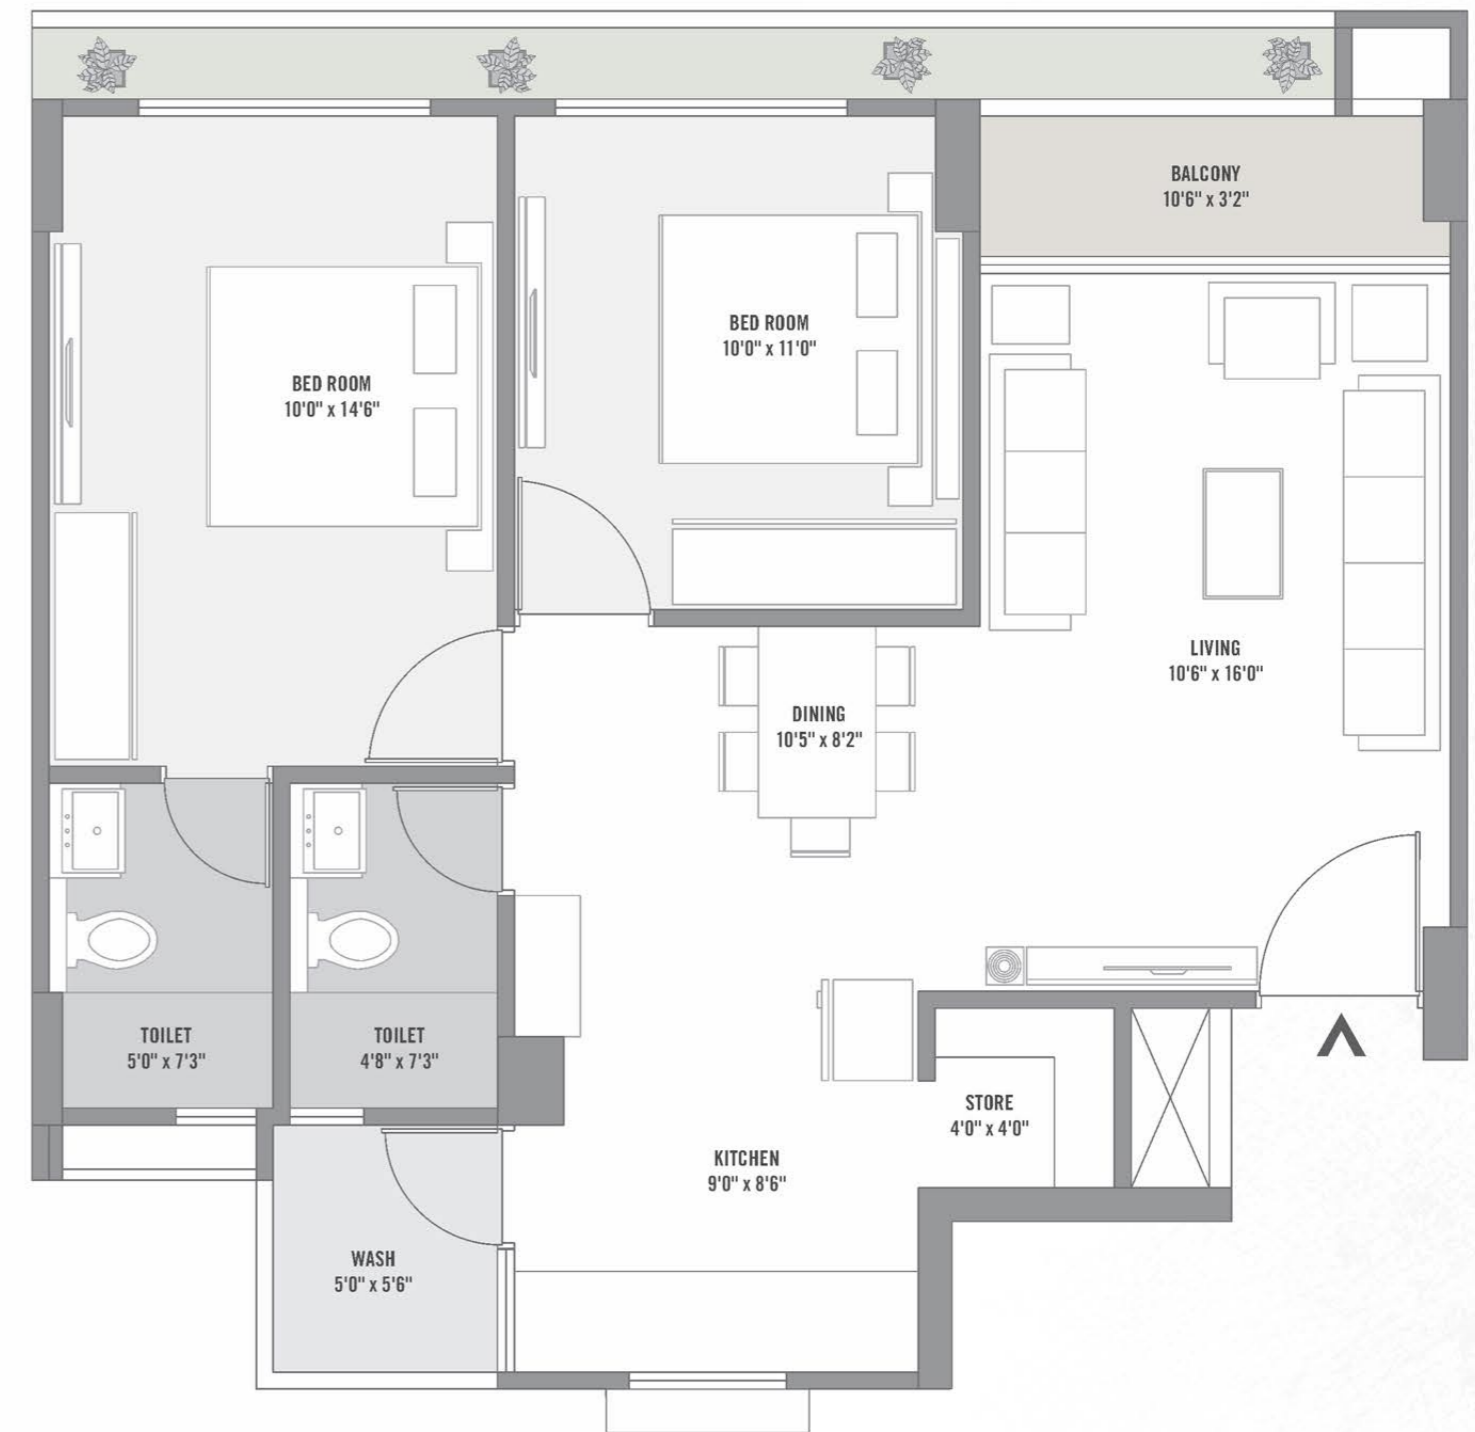 BALCONY
10'6" x 3'2"
BED ROOM
10'0" x 11'0"
BED ROOM
10'0" x 14'6"
LIVING
10'6" x 16'0"
DINING
10'5" x 8'2"
TOILET
5'0" x 7'3"
TOILET
4'8" x 7'3"
STORE
4'0" x 4'0"
KITCHEN
9'0" x 8'6"
WASH
5'0" x 5'6"